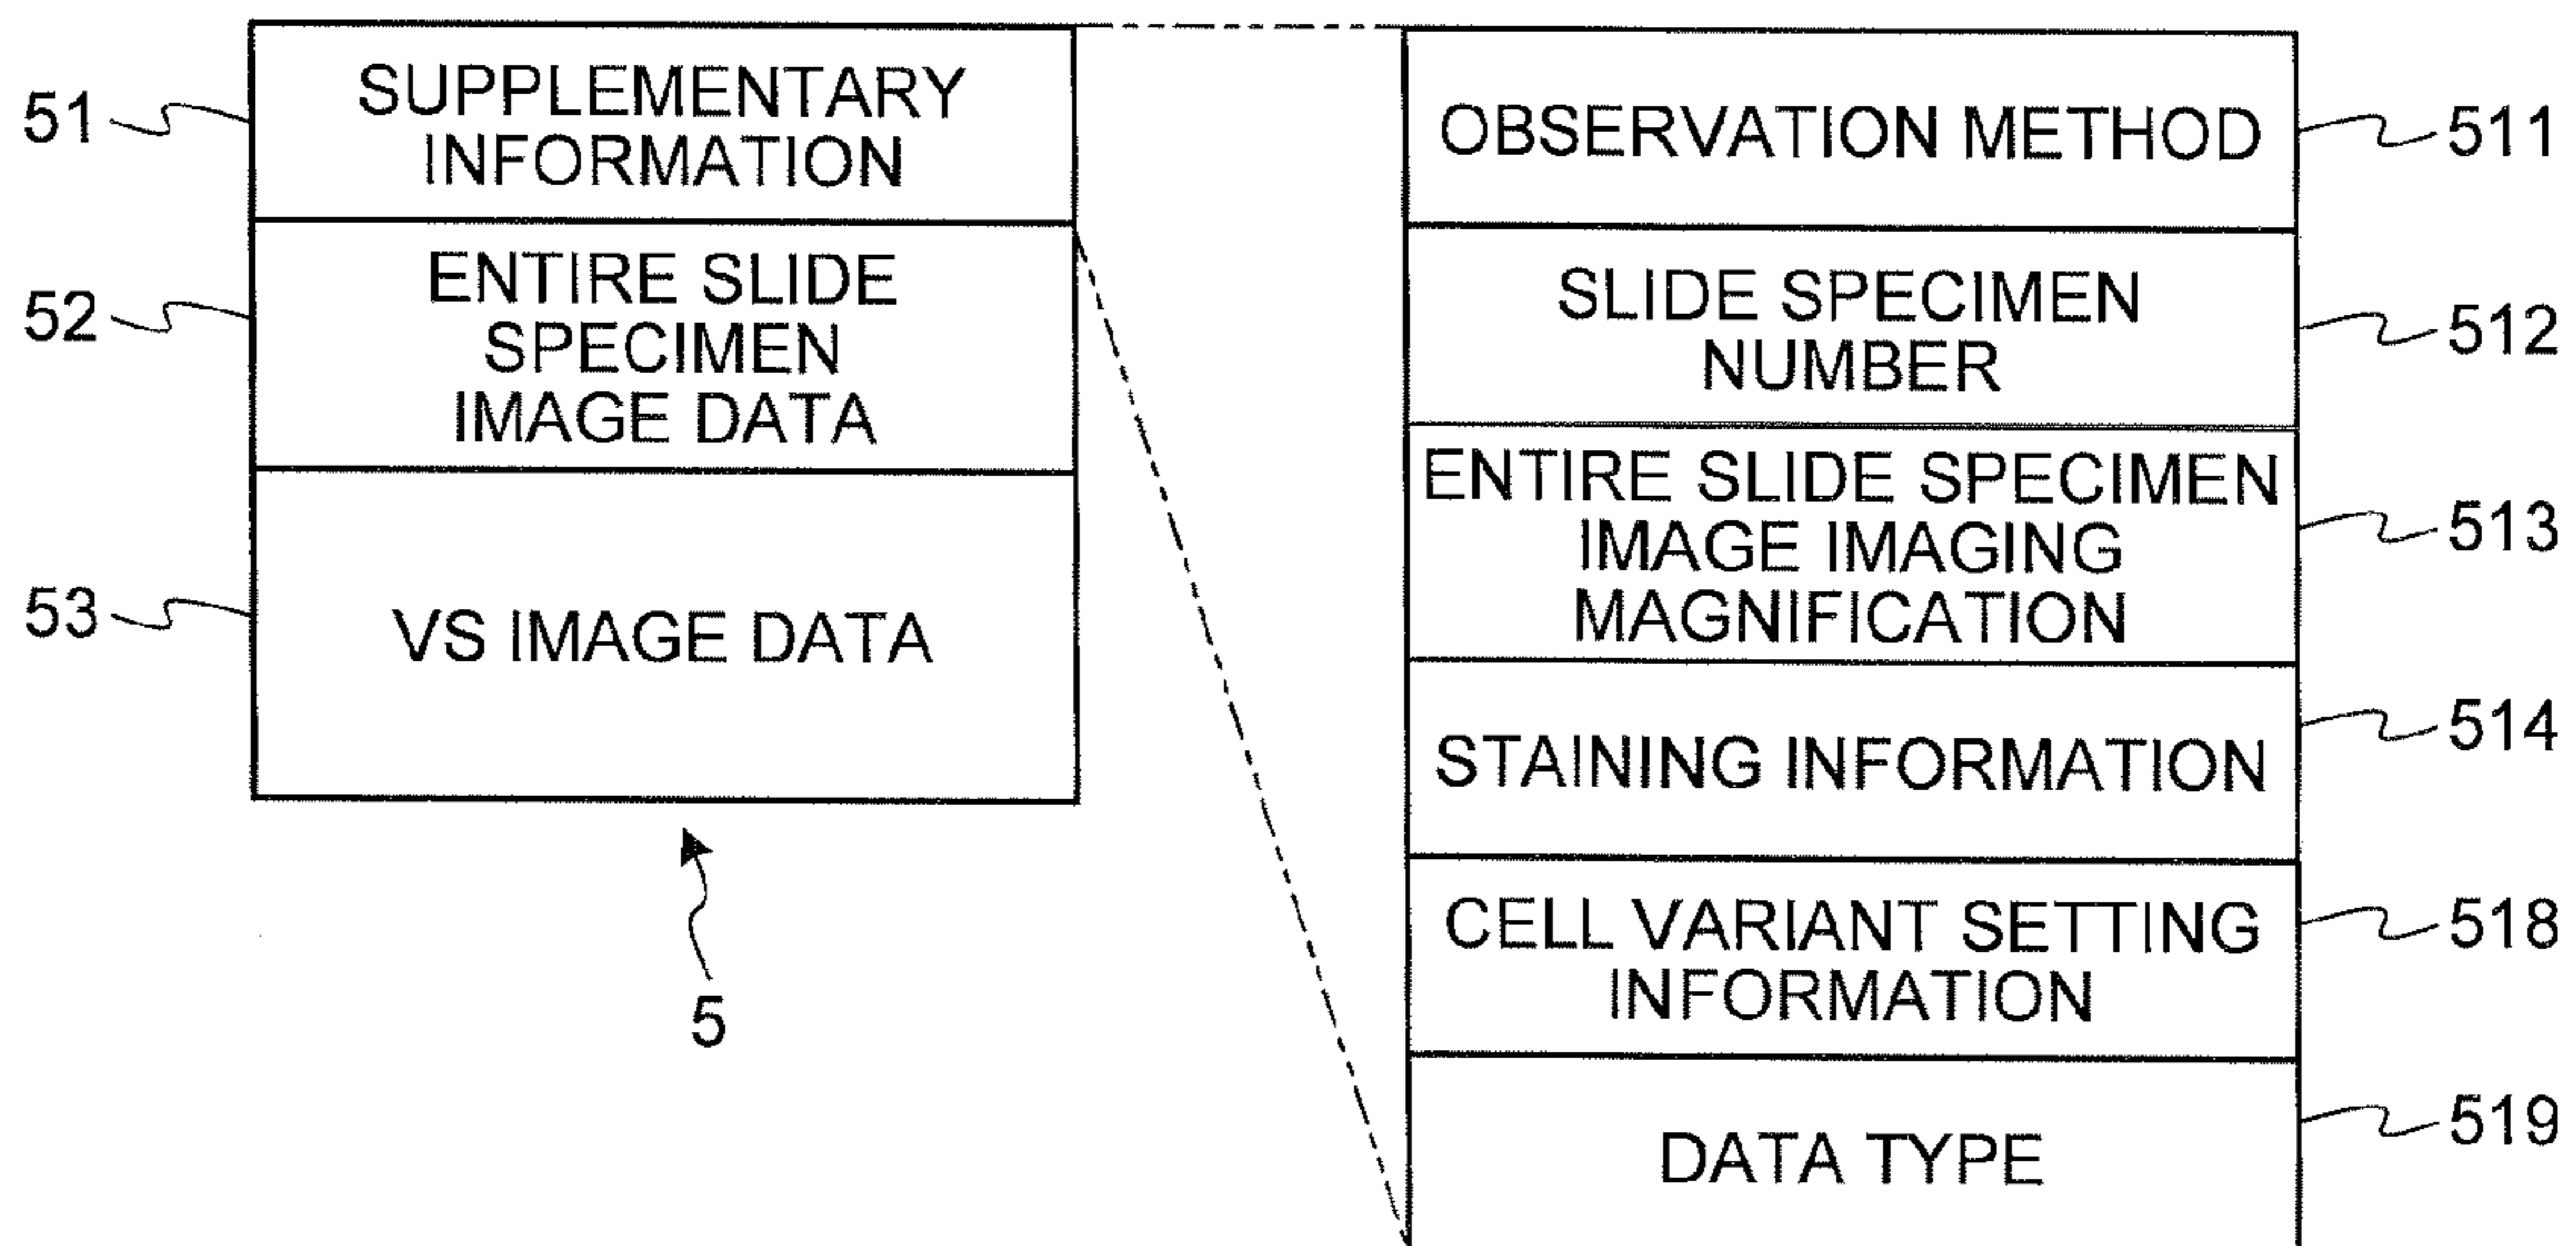 51
SUPPLEMENTARY
INFORMATION
52
ENTIRE SLIDE
SPECIMEN
IMAGE DATA
53
VS IMAGE DATA
5
OBSERVATION METHOD
511
SLIDE SPECIMEN
NUMBER
512
ENTIRE SLIDE SPECIMEN
IMAGE IMAGING
MAGNIFICATION
513
STAINING INFORMATION
514
CELL VARIANT SETTING
INFORMATION
518
DATA TYPE
519